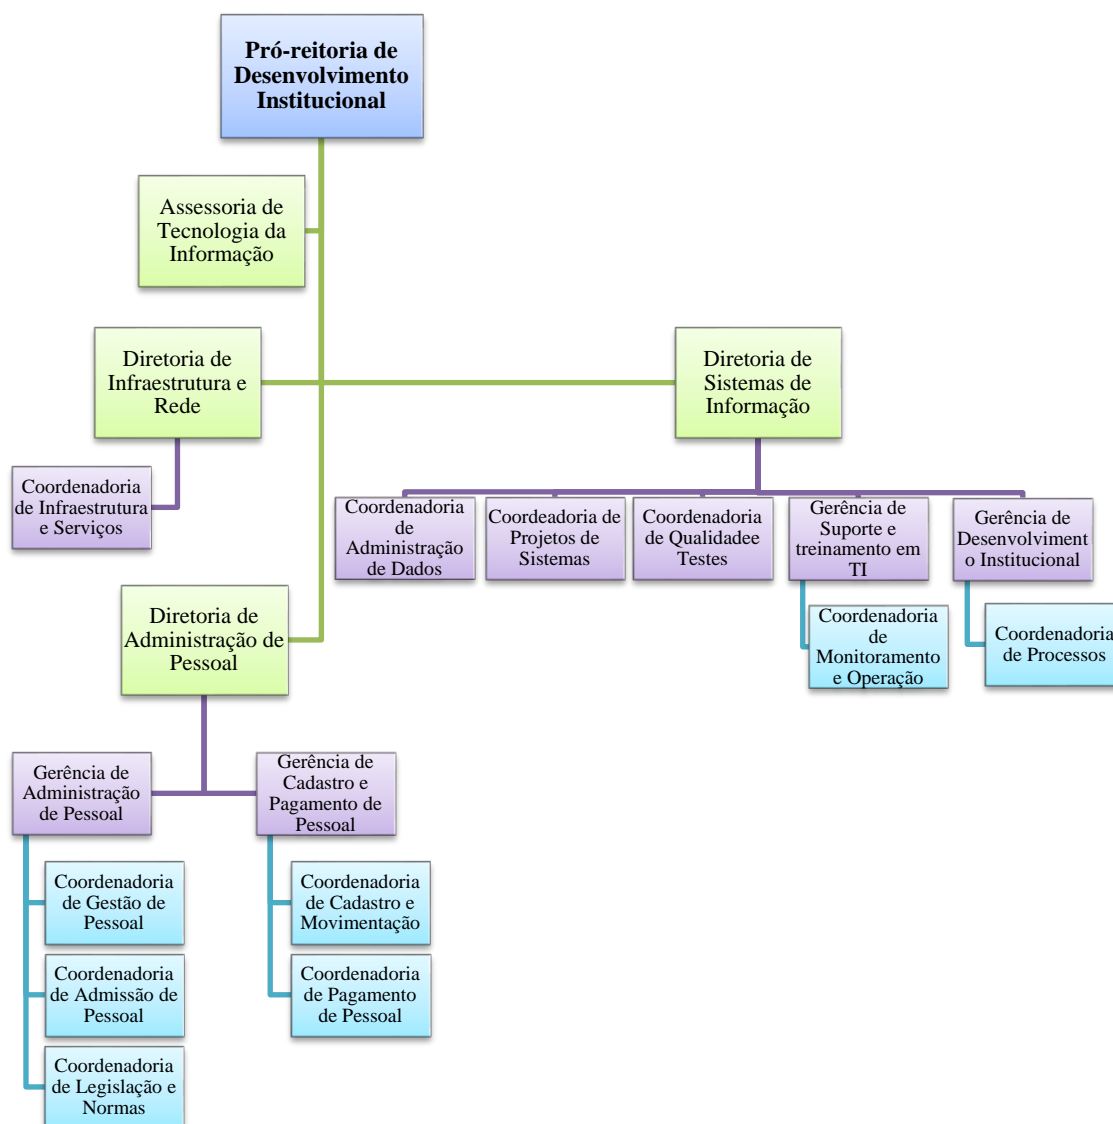 Pró-reitoria de
Desenvolvimento
Institucional
Assessoria de
Tecnologia da
Informação
Diretoria de
Infraestrutura e
Rede
Diretoria de
Sistemas de
Informação
Coordenadoria
de Infraestrutura
e Serviços
Coordenadoria
de
Administração
de Dados
Coordeadoria de
Projetos de
Sistemas
Coordenadoria
de Qualidadee
Testes
Gerência de
Suporte e
treinamento em
TI
Gerência de
Desenvolviment
o Institucional
Coordenadoria
de
Monitoramento
e Operação
Coordenadoria
de Processos
Diretoria de
Administração de
Pessoal
Gerência de
Administração
de Pessoal
Gerência de
Cadastro e
Pagamento de
Pessoal
Coordenadoria
de Gestão de
Pessoal
Coordenadoria
de Admissão de
Pessoal
Coordenadoria
de Legislação e
Normas
Coordenadoria
de Cadastro e
Movimentação
Coordenadoria
de Pagamento
de Pessoal